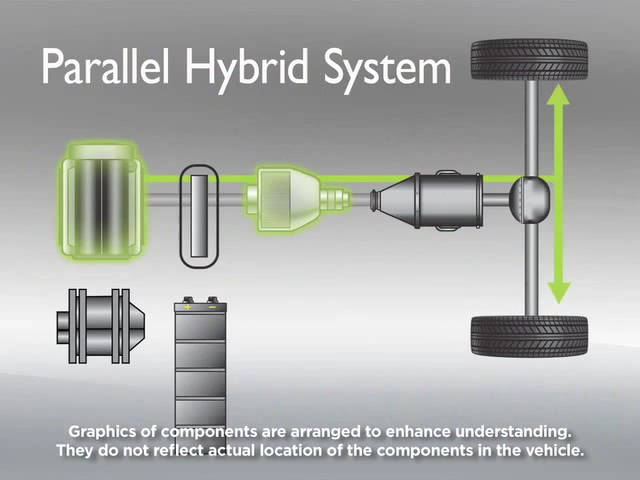 Parallel Hybrid System
+ -
Graphics of components are arranged to enhance understanding.
They do not reflect actual location of the components in the vehicle.